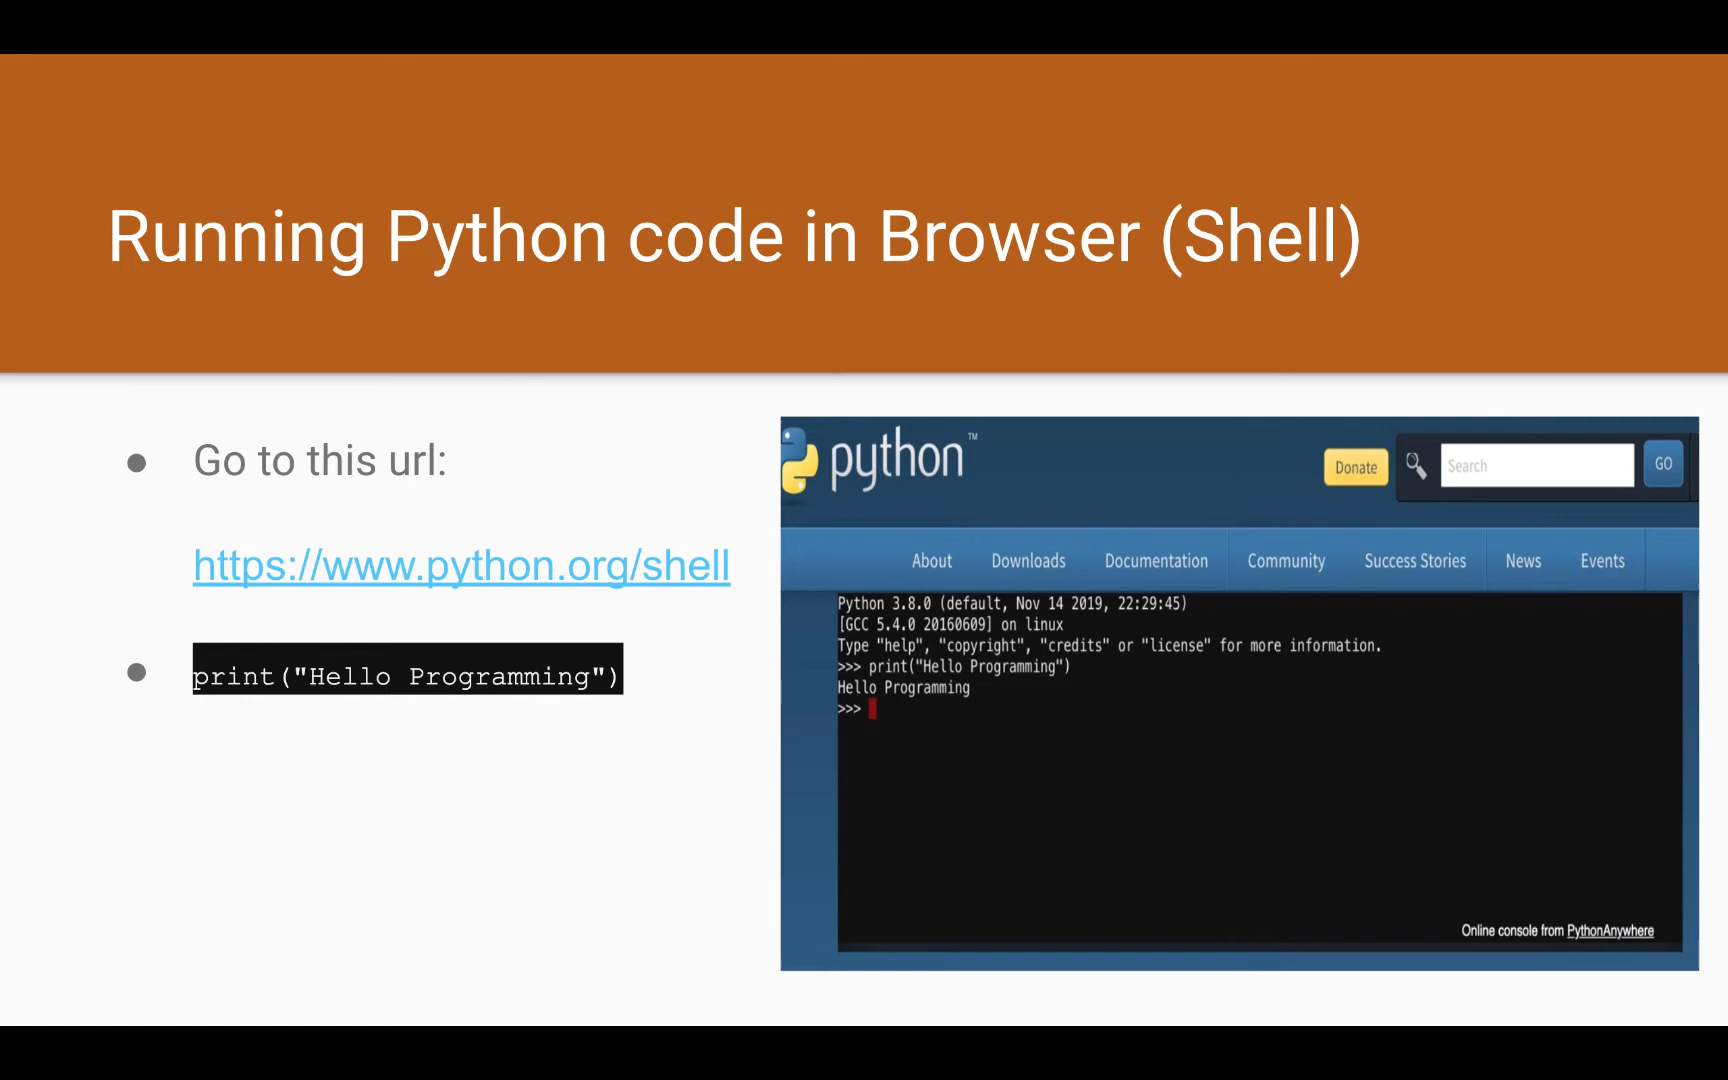 Running Python code in Browser (Shell)
● Go to this url:
https://www.python.org/shell
● print("Hello Programming")
python™
Donate
Search
GO
About Downloads Documentation Community Success Stories News Events
Python 3.8.0 (default, Nov 14 2019, 22:29:45)
[GCC 5.4.0 20160609] on linux
Type "help", "copyright", "credits" or "license" for more information.
>>> print("Hello Programming")
Hello Programming
>>>
Online console from PythonAnywhere